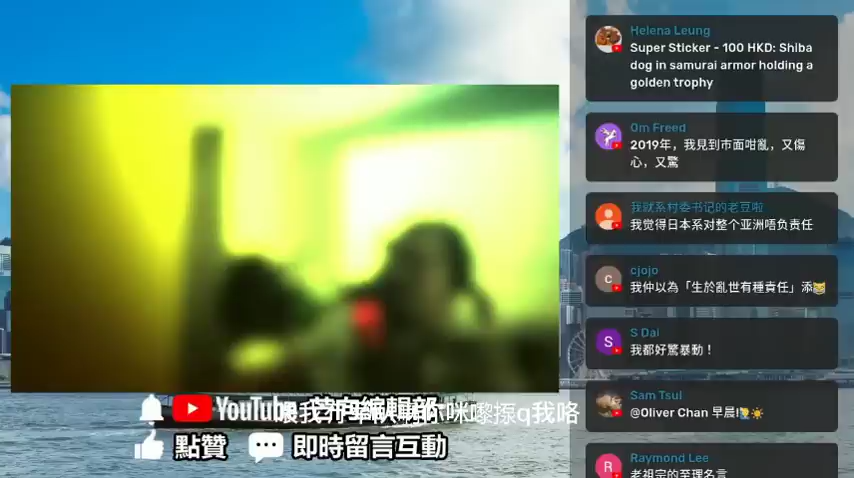 Helena Leung
Super Sticker - 100 HKD: Shiba
dog in samurai armor holding a
golden trophy
Om Freed
2019年，我見到市面咁亂，又傷
心，又驚
我就系村委书记的老豆啦
我觉得日本系对整个亚洲唔负责任
cjojo
我仲以為「生於亂世有種責任」添😹
S Dai
我都好驚暴動！
Sam Tsui
@Oliver Chan 早晨!🙋‍♂️☀️
Raymond Lee
老祖宗的至理名言
YouTube
點贊 即時留言互動